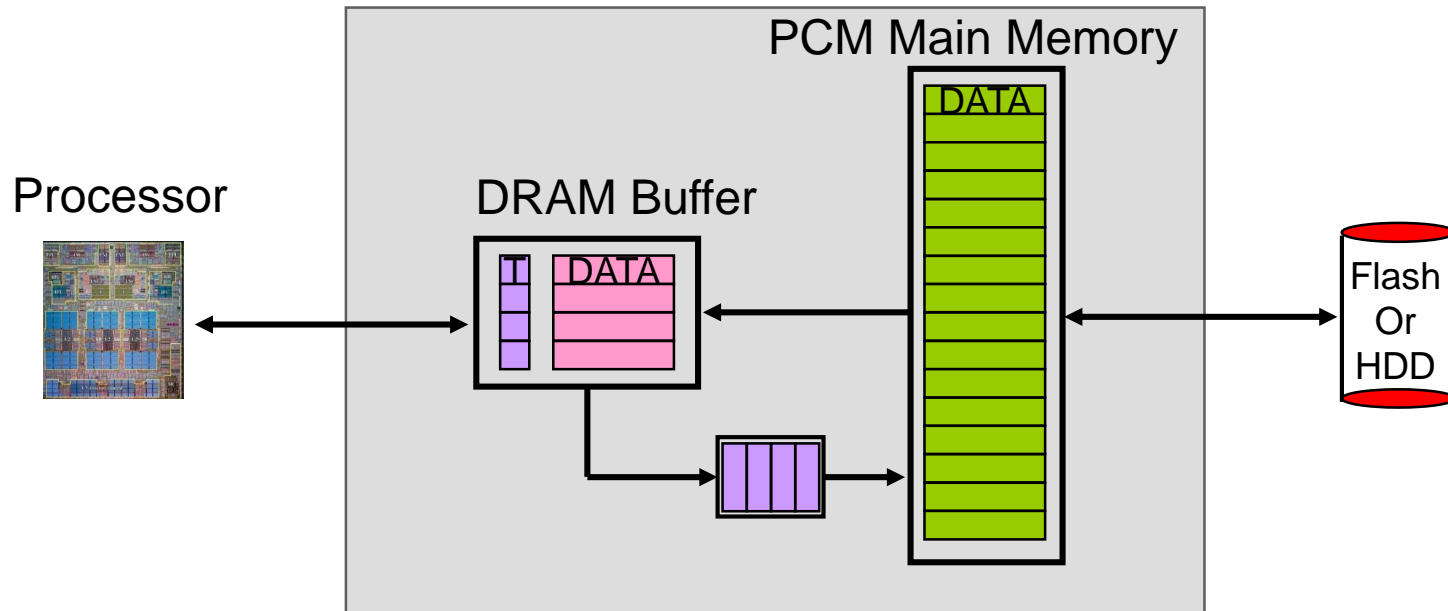 PCM Main Memory
DATA
Processor
DRAM Buffer
T
DATA
Flash
Or
HDD